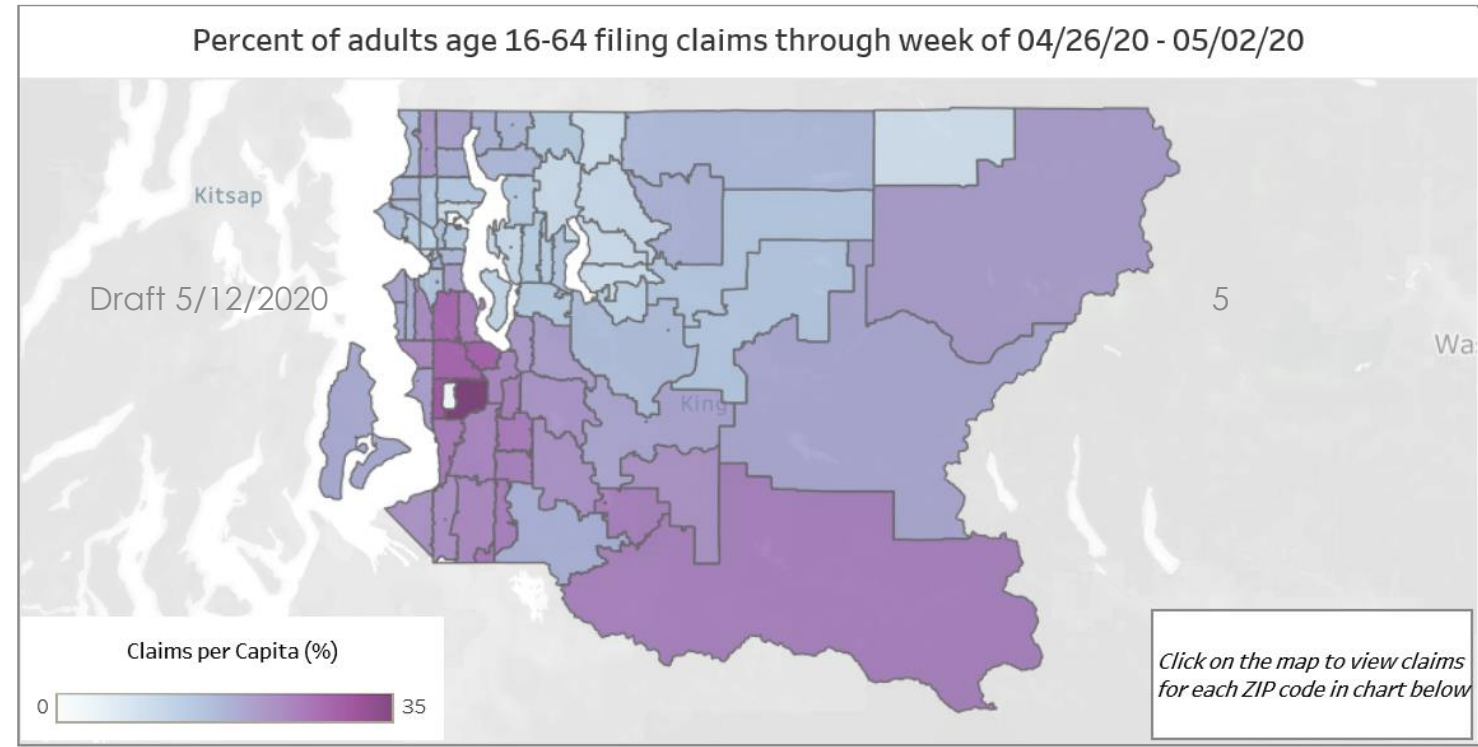 Percent of adults age 16-64 filing claims through week of 04/26/20 - 05/02/20
Kitsap
Draft 5/12/2020
5
Wa
King
Claims per Capita (%)
0
35
Click on the map to view claims
for each ZIP code in chart below